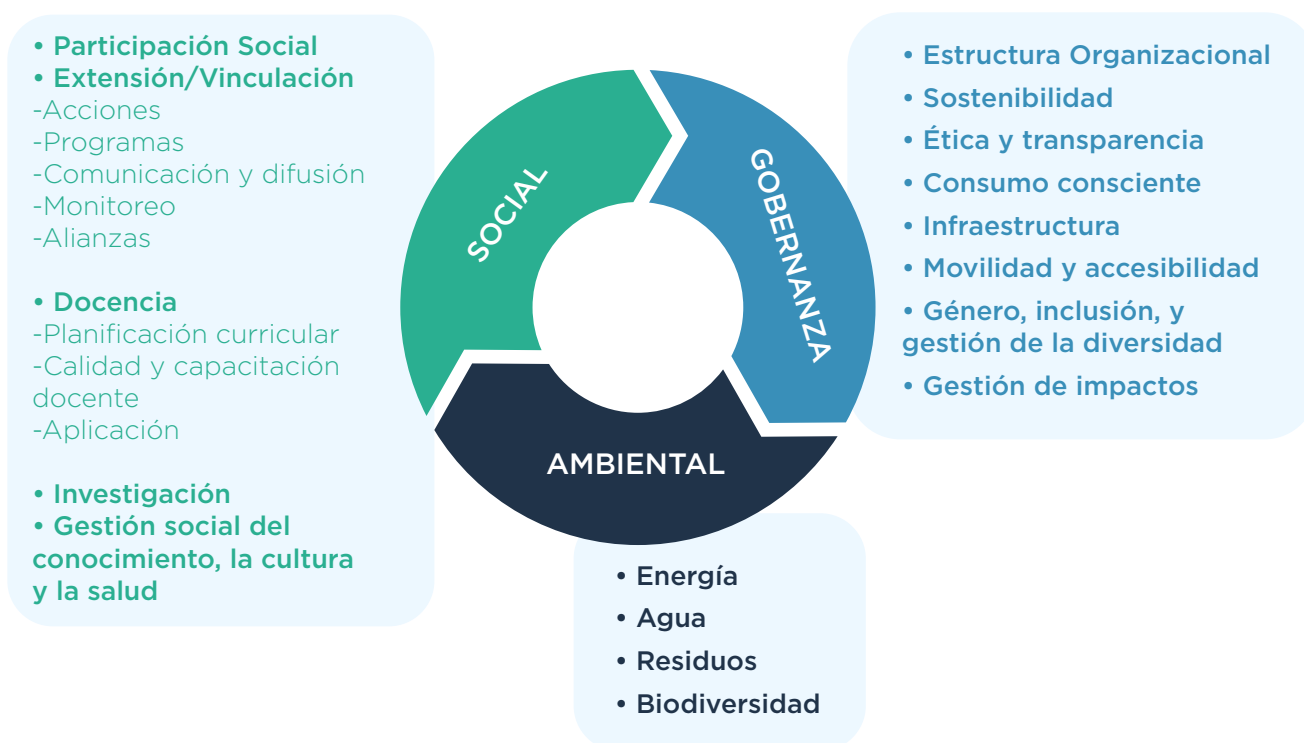 • Participación Social
• Extensión/Vinculación
-Acciones
-Programas
-Comunicación y difusión
-Monitoreo
-Alianzas
• Docencia
-Planificación curricular
-Calidad y capacitación
docente
-Aplicación
• Investigación
• Gestión social del
conocimiento, la cultura
y la salud
SOCIAL
GOBERNANZA
AMBIENTAL
• Estructura Organizacional
• Sostenibilidad
• Ética y transparencia
• Consumo consciente
• Infraestructura
• Movilidad y accesibilidad
• Género, inclusión, y
gestión de la diversidad
• Gestión de impactos
• Energía
• Agua
• Residuos
• Biodiversidad